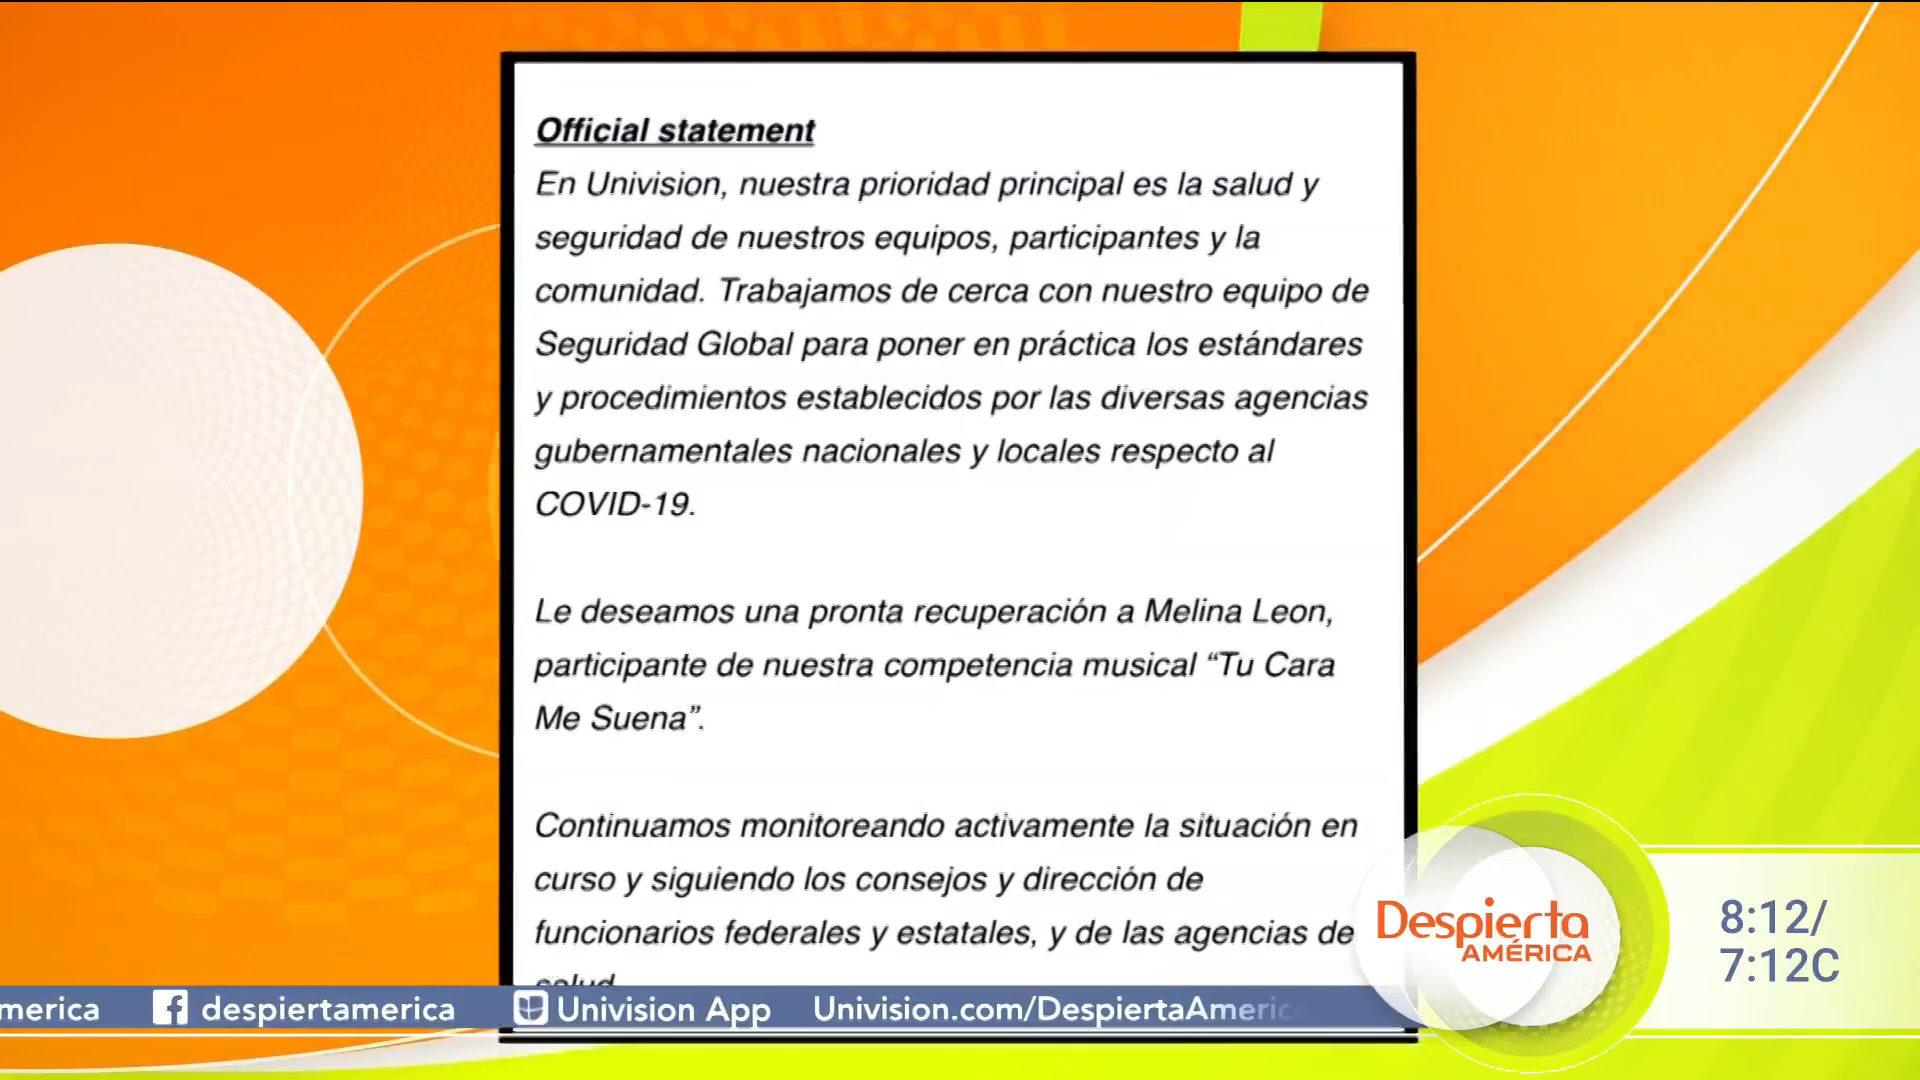 Official statement
En Univision, nuestra prioridad principal es la salud y
seguridad de nuestros equipos, participantes y la
comunidad. Trabajamos de cerca con nuestro equipo de
Seguridad Global para poner en práctica los estándares
y procedimientos establecidos por las diversas agencias
gubernamentales nacionales y locales respecto al
COVID-19.
Le deseamos una pronta recuperación a Melina Leon,
participante de nuestra competencia musical “Tu Cara
Me Suena”.
Continuamos monitoreando activamente la situación en
curso y siguiendo los consejos y dirección de
funcionarios federales y estatales, y de las agencias de
salud
merica despiertamerica Univision App Univision.com/DespiertaAmeric
Despierta
AMÉRICA
8:12/
7:12C